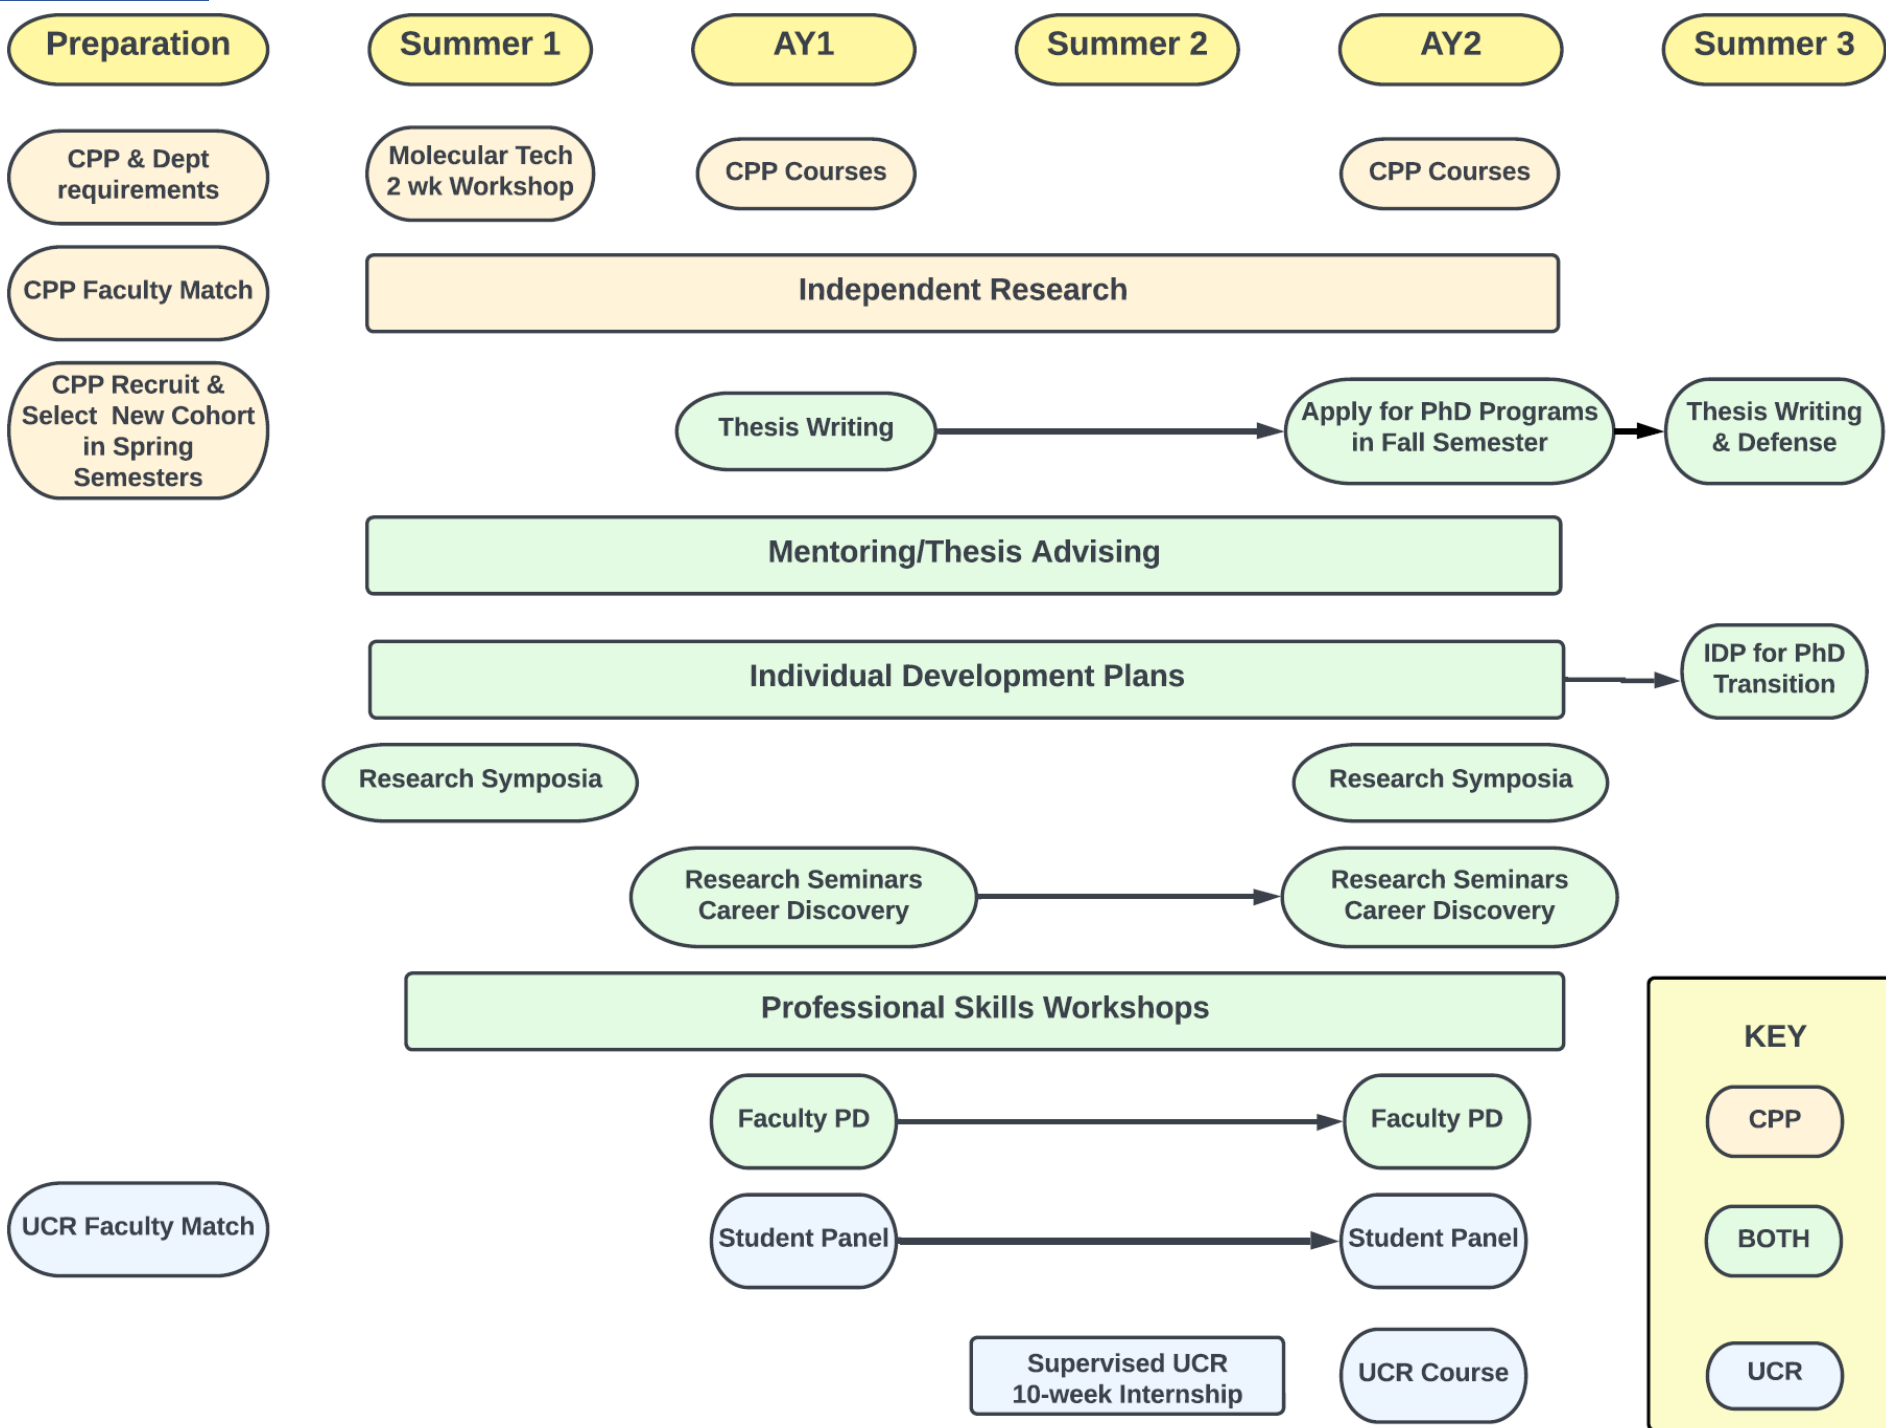 Preparation
Summer 1
AY1
Summer 2
AY2
Summer 3
CPP & Dept
requirements
Molecular Tech
2 wk Workshop
CPP Courses
CPP Courses
CPP Faculty Match
Independent Research
CPP Recruit &
Select New Cohort
in Spring
Semesters
Thesis Writing
Apply for PhD Programs
in Fall Semester
Thesis Writing
& Defense
Mentoring/Thesis Advising
Individual Development Plans
IDP for PhD
Transition
Research Symposia
Research Symposia
Research Seminars
Career Discovery
Research Seminars
Career Discovery
Professional Skills Workshops
Faculty PD
Faculty PD
UCR Faculty Match
Student Panel
Student Panel
Supervised UCR
10-week Internship
UCR Course
KEY
CPP
BOTH
UCR